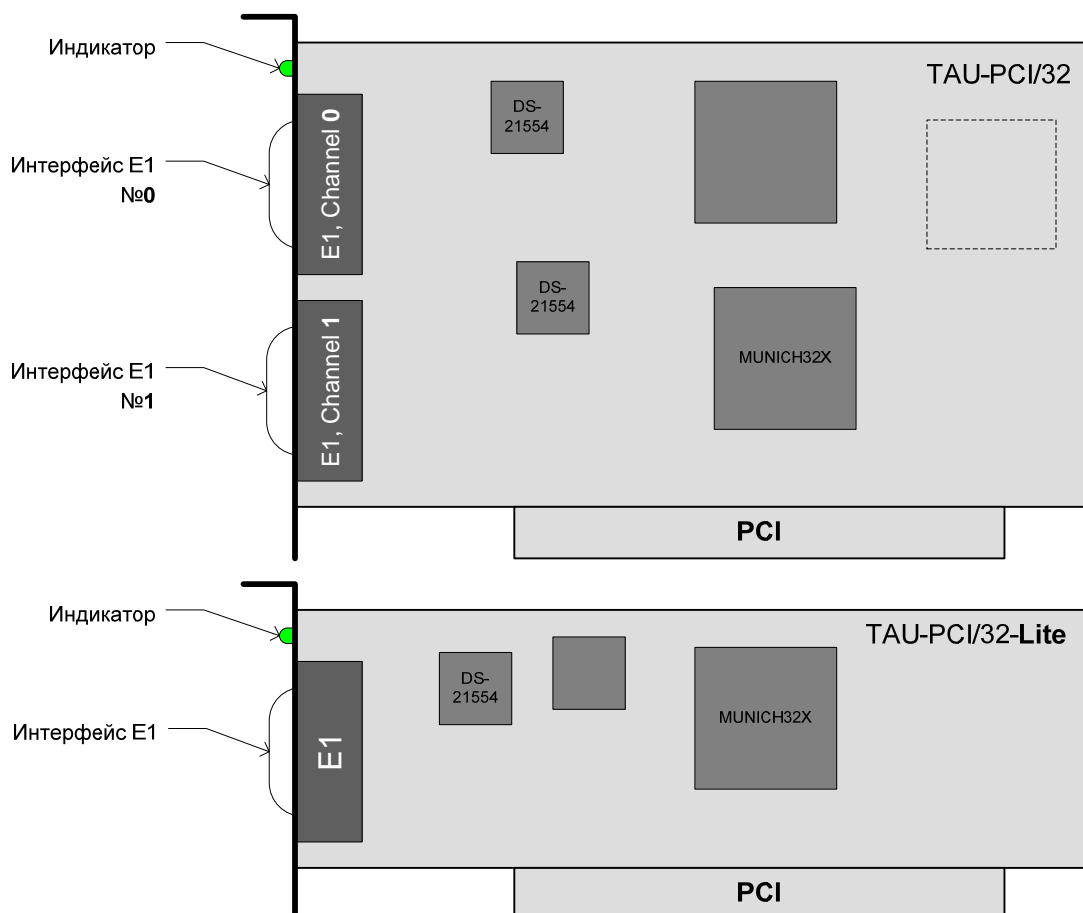 Индикатор
TAU-PCI/32
DS-
21554
E1, Channel 0
Интерфейс E1
№0
DS-
21554
MUNICH32X
E1, Channel 1
Интерфейс E1
№1
PCI
Индикатор
TAU-PCI/32-Lite
DS-
21554
MUNICH32X
Интерфейс E1
E1
PCI